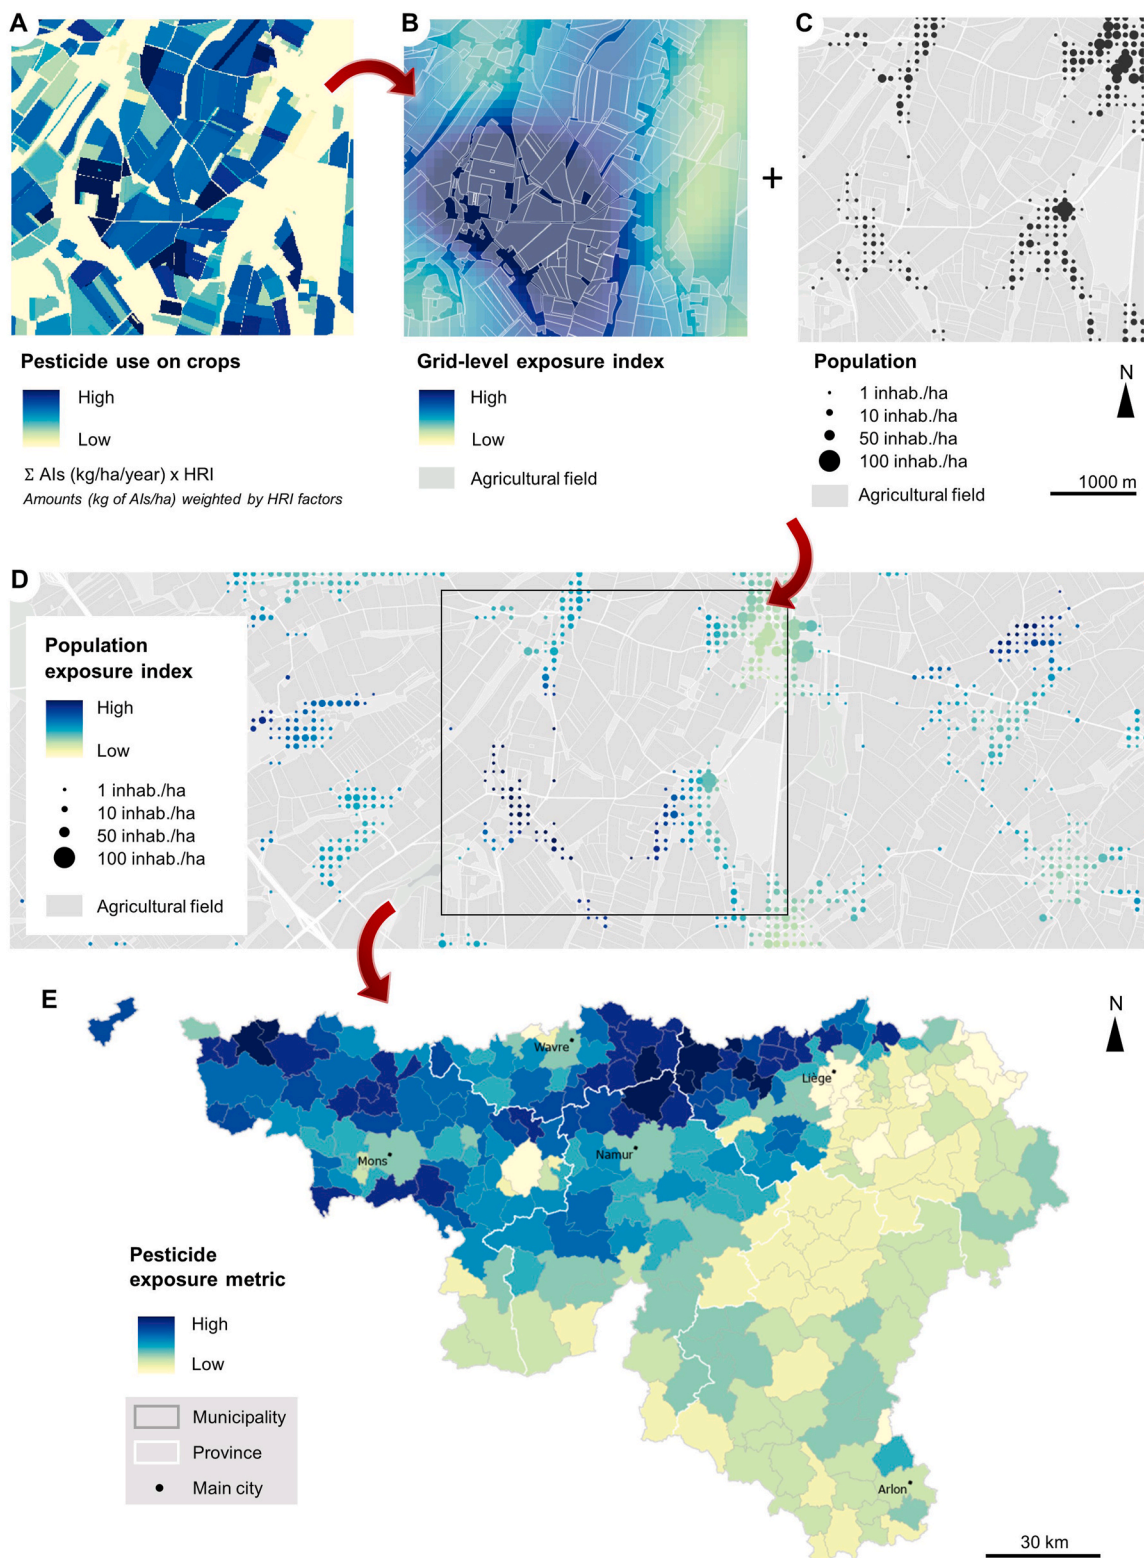 A
B
C
+
Pesticide use on crops
High
Low
Σ AIs (kg/ha/year) x HRI
Amounts (kg of AIs/ha) weighted by HRI factors
Grid-level exposure index
High
Low
Agricultural field
Population
1 inhab./ha
10 inhab./ha
50 inhab./ha
100 inhab./ha
Agricultural field
N
1000 m
D
Population
exposure index
High
Low
1 inhab./ha
10 inhab./ha
50 inhab./ha
100 inhab./ha
Agricultural field
E
N
Wavre
Liège
Mons
Namur
Arlon
Pesticide
exposure metric
High
Low
Municipality
Province
Main city
30 km